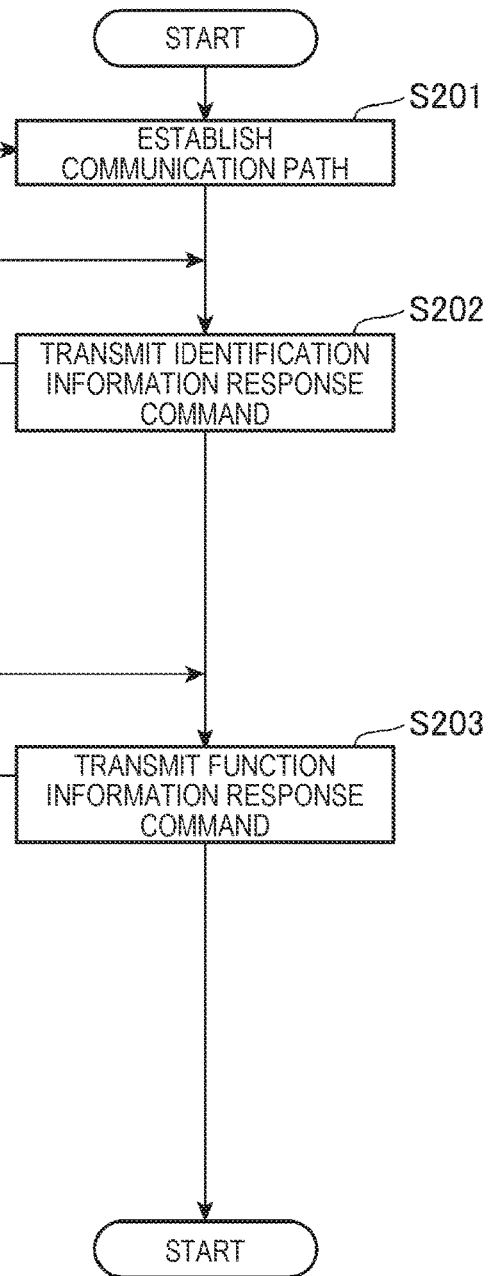 START
S201
ESTABLISH
COMMUNICATION PATH
S202
TRANSMIT IDENTIFICATION
INFORMATION RESPONSE
COMMAND
S203
TRANSMIT FUNCTION
INFORMATION RESPONSE
COMMAND
START